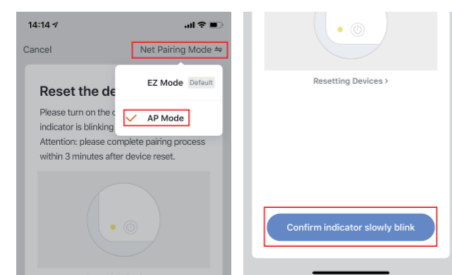 14:14
Cancel
Net Pairing Mode
Reset the de
EZ Mode Default
AP Mode
Please turn on the d
indicator is blinking
Attention: please complete pairing process
within 3 minutes after device reset.
Resetting Devices >
Confirm indicator slowly blink